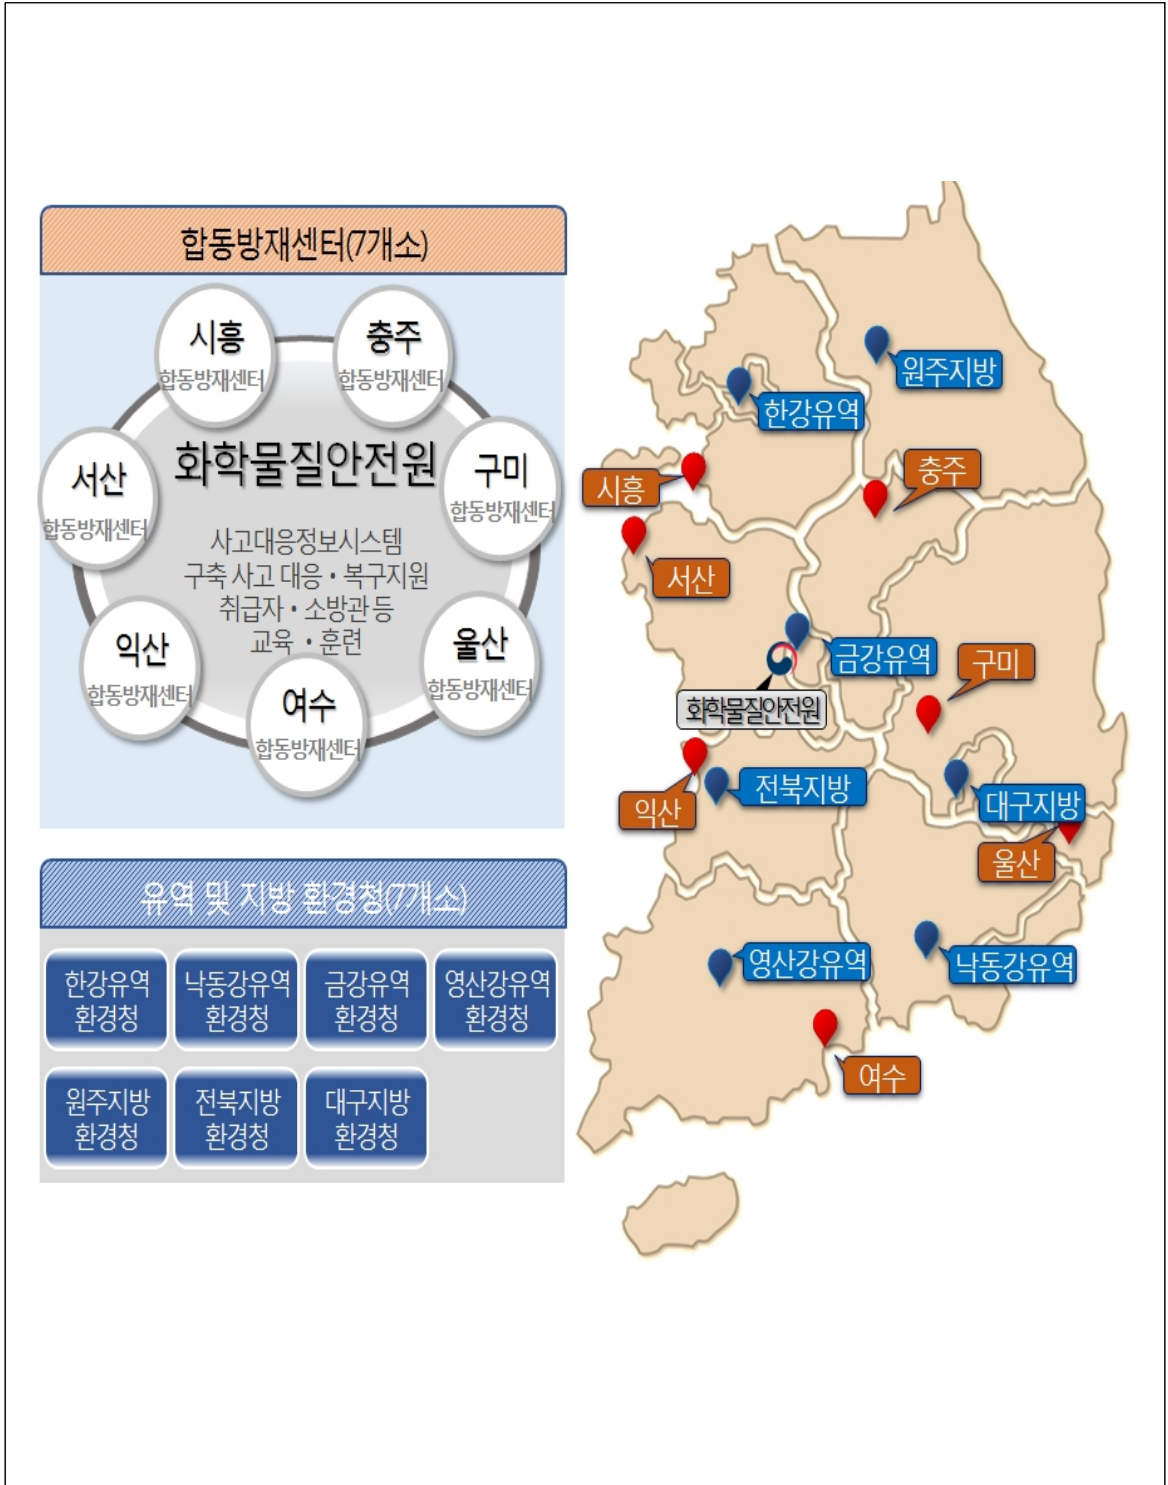 합동방재센터(7개소)
시흥
합동방재센터
충주
합동방재센터
서산
합동방재센터
구미
합동방재센터
익산
합동방재센터
울산
합동방재센터
여수
합동방재센터
화학물질안전원
사고대응정보시스템
구축 사고 대응 • 복구지원
취급자 • 소방관 등
교육 • 훈련
유역 및 지방 환경청(7개소)
한강유역
환경청
낙동강유역
환경청
금강유역
환경청
영산강유역
환경청
원주지방
환경청
전북지방
환경청
대구지방
환경청
원주지방
한강유역
충주
시흥
서산
금강유역
구미
화학물질안전원
전북지방
익산
대구지방
울산
영산강유역
낙동강유역
여수